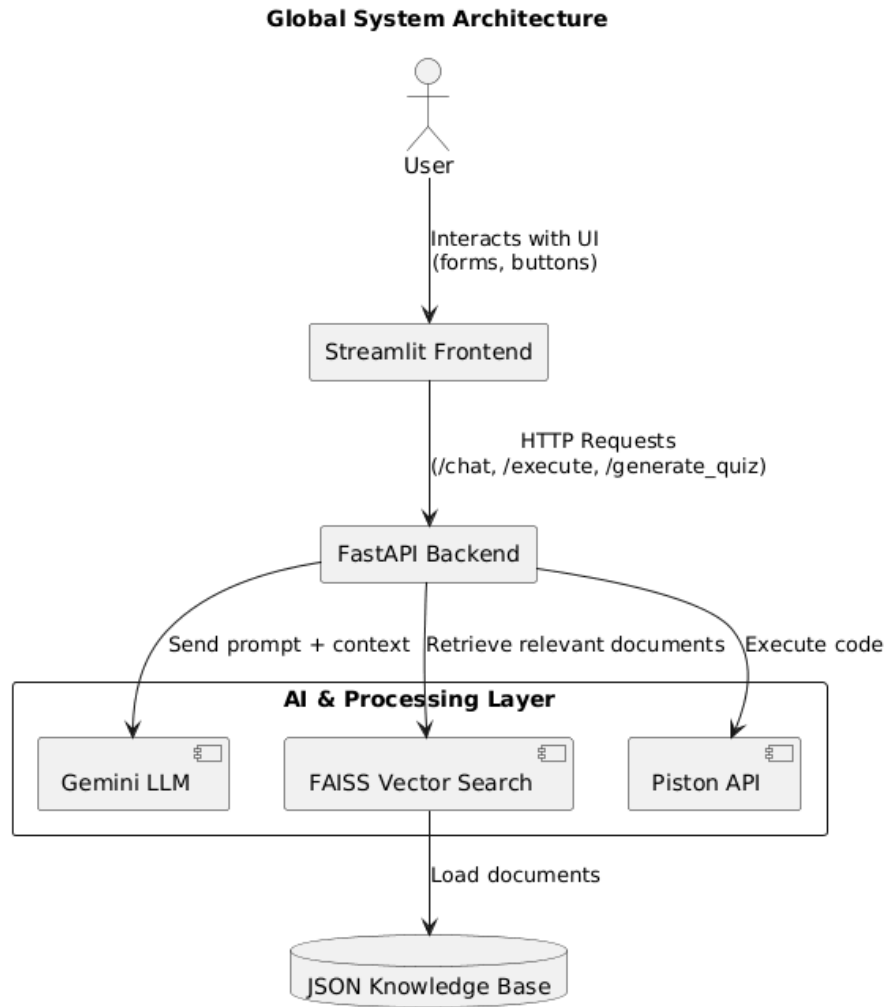 Global System Architecture
User
Interacts with UI
(forms, buttons)
Streamlit Frontend
HTTP Requests
(/chat, /execute, /generate_quiz)
FastAPI Backend
Send prompt + context
Retrieve relevant documents
Execute code
AI & Processing Layer
Gemini LLM
FAISS Vector Search
Piston API
Load documents
JSON Knowledge Base